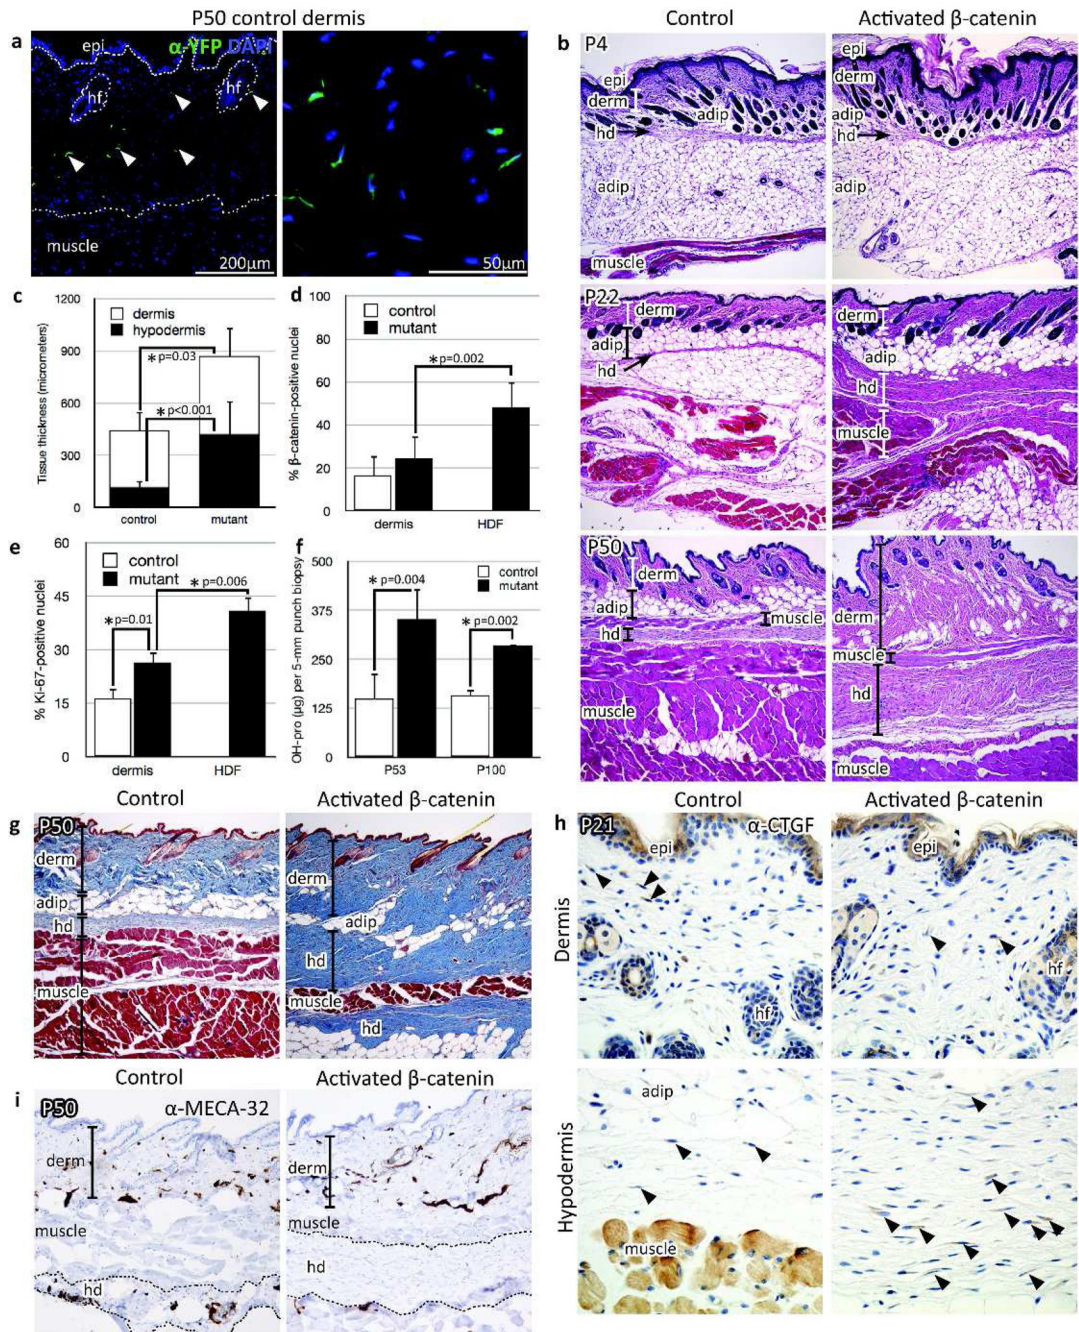 P50 control dermis
a
epi
α-YFP DAPI
hf
hf
muscle
200μm
50μm
Control
Activated β-catenin
b
P4
epi
derm
adip
hd
adip
muscle
epi
derm
adip
hd
adip
P22
derm
adip
hd
derm
adip
hd
muscle
P50
derm
adip
hd
muscle
muscle
derm
muscle
hd
muscle
c
Tissue thickness (micrometers)
1200
900
600
300
0
dermis
hypodermis
* p=0.03
* p<0.001
control
mutant
d
% β-catenin-positive nuclei
100
80
60
40
20
0
control
mutant
* p=0.002
dermis
HDF
e
% Ki-67-positive nuclei
60
45
30
15
0
control
mutant
* p=0.006
* p=0.01
dermis
HDF
f
OH-pro (μg) per 5-mm punch biopsy
500
375
250
125
0
control
mutant
* p=0.004
* p=0.002
P53
P100
Control
Activated β-catenin
g
P50
derm
adip
hd
muscle
derm
adip
hd
muscle
hd
Control
Activated β-catenin
h
P21
α-CTGF
epi
hf
epi
hf
Dermis
Hypodermis
adip
muscle
Control
Activated β-catenin
i
P50
α-MECA-32
derm
muscle
hd
derm
muscle
hd